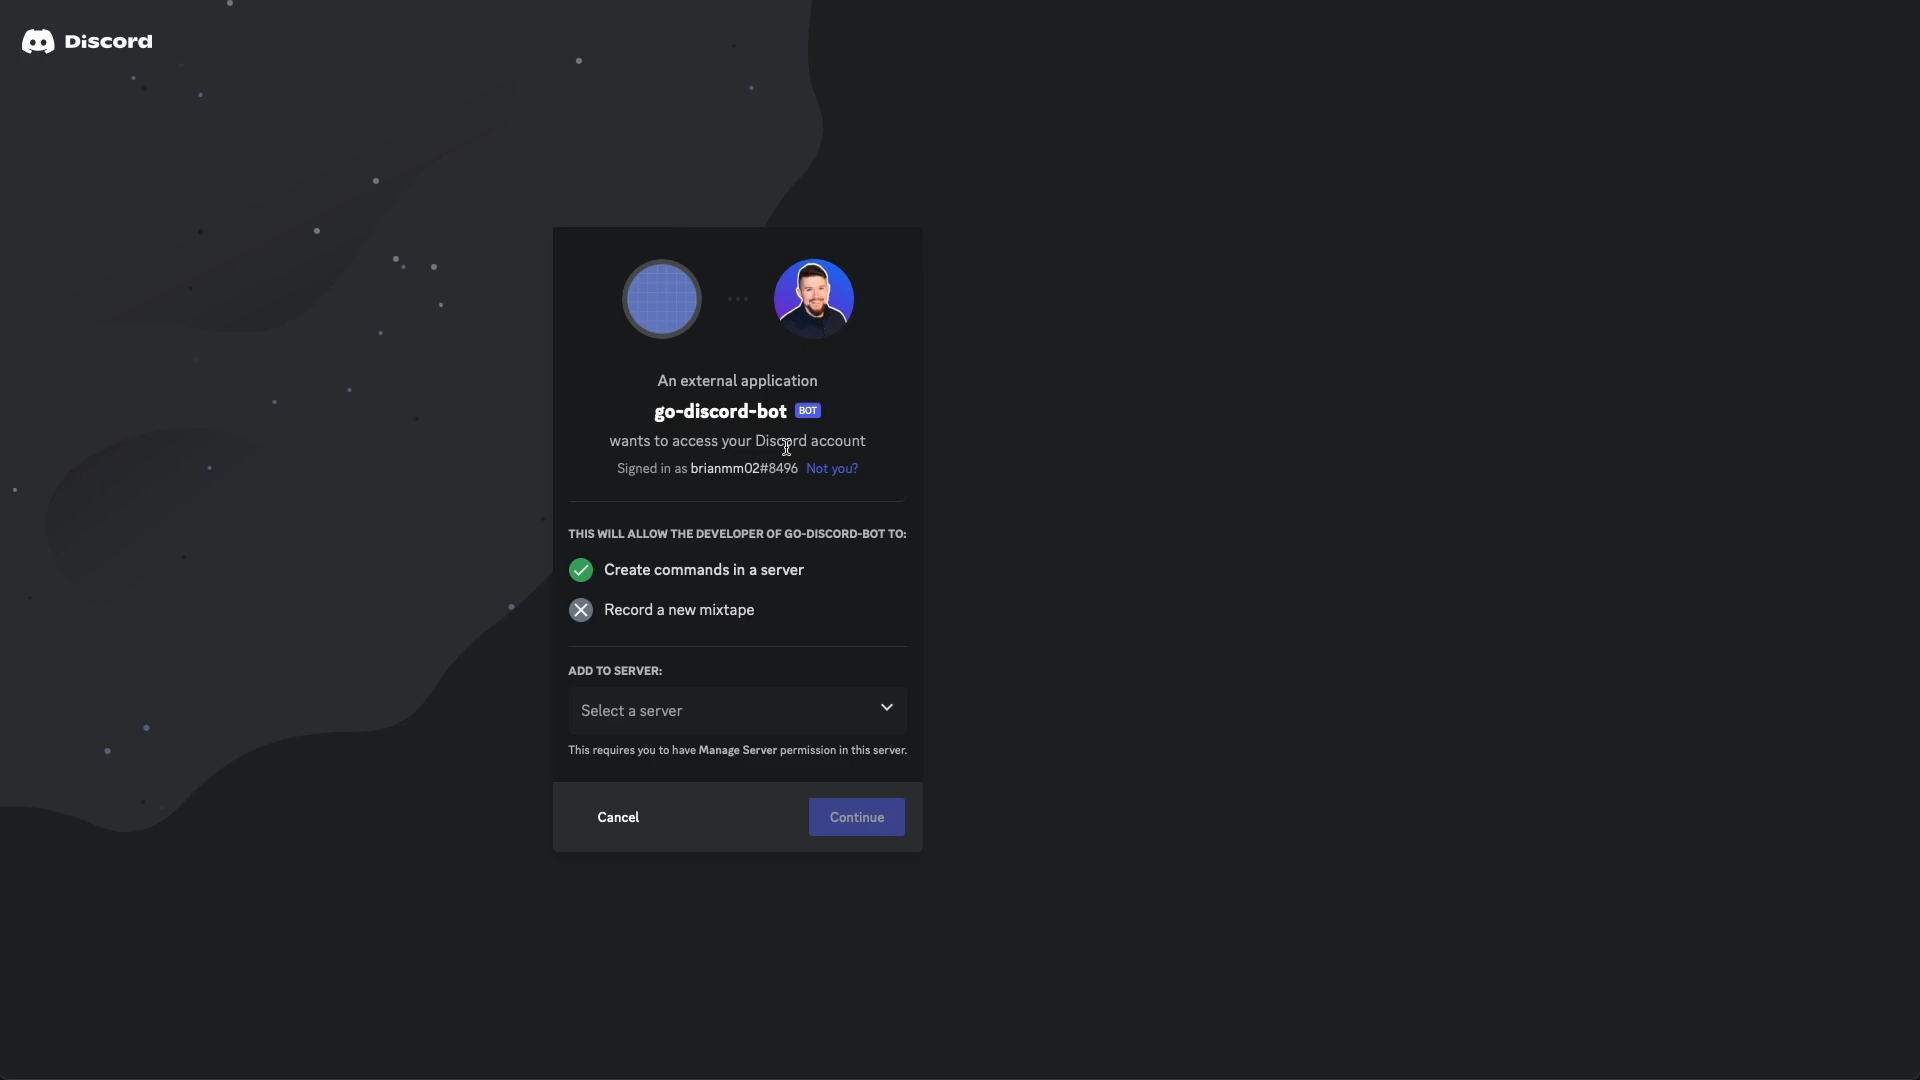 Discord
An external application
go-discord-bot BOT
wants to access your Discord account
Signed in as brianmm02#8496 Not you?
THIS WILL ALLOW THE DEVELOPER OF GO-DISCORD-BOT TO:
Create commands in a server
Record a new mixtape
ADD TO SERVER:
Select a server
This requires you to have Manage Server permission in this server.
Cancel
Continue